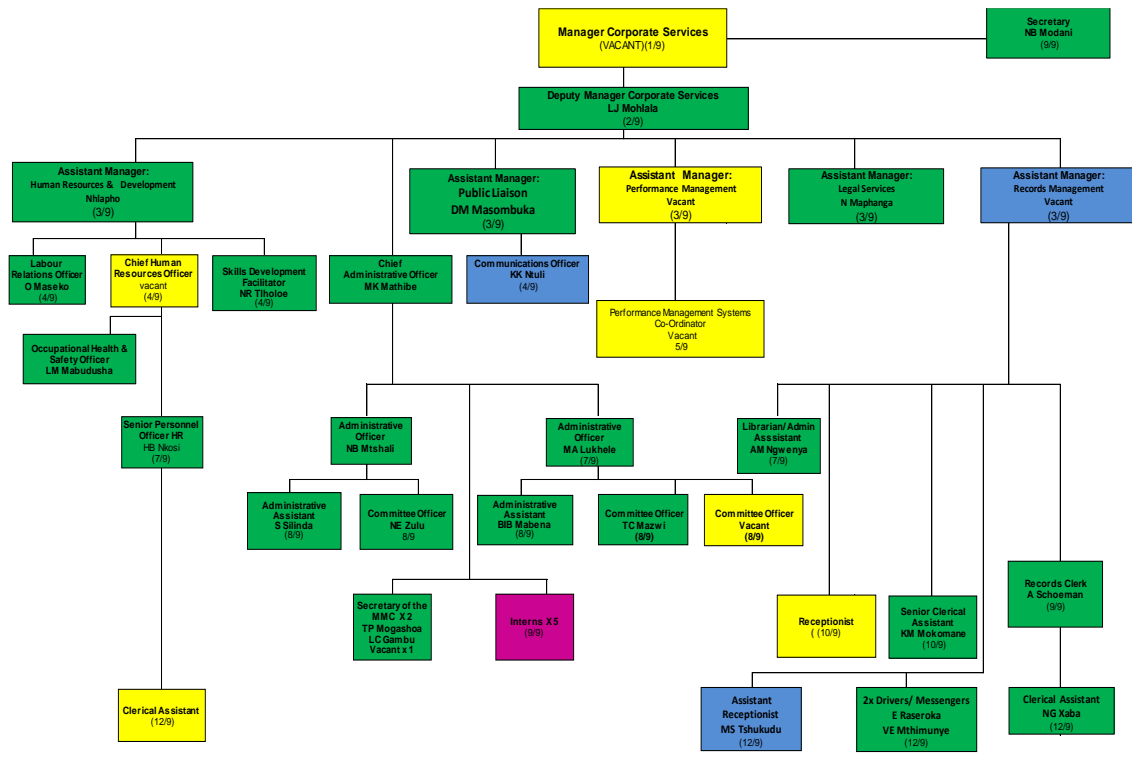 Manager Corporate Services
(VACANT)(1/9)
Secretary
NB Modani
(9/9)
Deputy Manager Corporate Services
LJ Mohlala
(2/9)
Assistant Manager:
Human Resources & Development
Nhlapho
(3/9)
Assistant Manager:
Public Liaison
DM Masombuka
(3/9)
Assistant Manager:
Performance Management
Vacant
(3/9)
Assistant Manager:
Legal Services
N Maphanga
(3/9)
Assistant Manager:
Records Management
Vacant
(3/9)
Labour
Relations Officer
O Maseko
(4/9)
Chief Human
Resources Officer
vacant
(4/9)
Skills Development
Facilitator
NR Tlholoe
(4/9)
Chief
Administrative Officer
MK Mathibe
Communications Officer
KK Ntuli
(4/9)
Performance Management Systems
Co-Ordinator
Vacant
5/9
Occupational Health &
Safety Officer
LM Mabudusha
Senior Personnel
Officer HR
HB Nkosi
(7/9)
Administrative
Officer
NB Mtshali
Administrative
Officer
MA Lukhele
(7/9)
Librarian/ Admin
Asssistant
AM Ngwenya
(7/9)
Administrative
Assistant
S Silinda
(8/9)
Committee Officer
NE Zulu
8/9
Administrative
Assistant
BIB Mabena
(8/9)
Committee Officer
TC Mazwi
(8/9)
Committee Officer
Vacant
(8/9)
Secretary of the
MMC X 2
TP Mogashoa
LC Gambu
Vacant x 1
Interns X 5
(9/9)
Receptionist
( (10/9)
Senior Clerical
Assistant
KM Mokomane
(10/9)
Records Clerk
A Schoeman
(9/9)
Clerical Assistant
(12/9)
Assistant
Receptionist
MS Tshukudu
(12/9)
2x Drivers/ Messengers
E Raseroka
VE Mthimunye
(12/9)
Clerical Assistant
NG Xaba
(12/9)